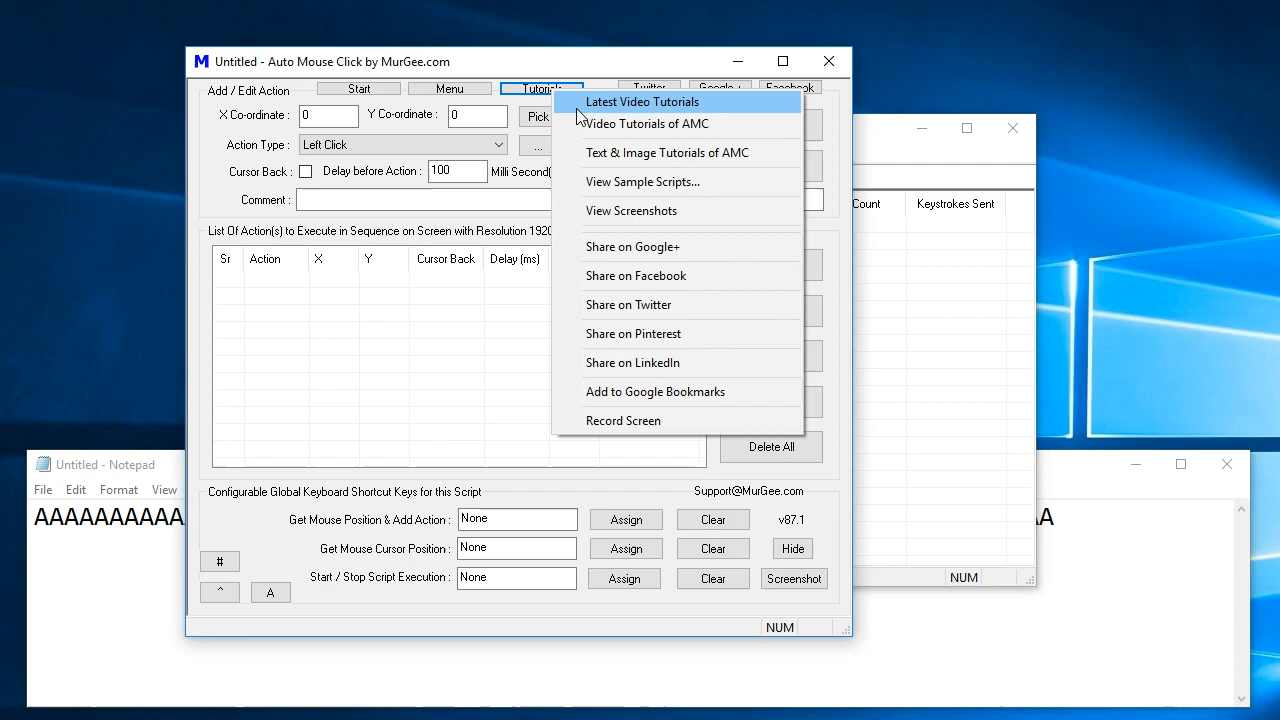 Untitled - Auto Mouse Click by MurGee.com
Add / Edit Action
Start
Menu
Tutorials
Twitter
Google +
Facebook
X Co-ordinate :
0
Y Co-ordinate :
0
Pick
Action Type :
Left Click
...
Cursor Back :
Delay before Action :
100
Milli Second(
Comment :
Latest Video Tutorials
Video Tutorials of AMC
Text & Image Tutorials of AMC
View Sample Scripts...
View Screenshots
Share on Google+
Share on Facebook
Share on Twitter
Share on Pinterest
Share on LinkedIn
Add to Google Bookmarks
Record Screen
List Of Action(s) to Execute in Sequence on Screen with Resolution 1920
Sr
Action
X
Y
Cursor Back
Delay (ms)
Delete All
Count
Keystrokes Sent
NUM
Configurable Global Keyboard Shortcut Keys for this Script
Support@MurGee.com
Get Mouse Position & Add Action :
None
Assign
Clear
v87.1
Get Mouse Cursor Position :
None
Assign
Clear
Hide
Start / Stop Script Execution :
None
Assign
Clear
Screenshot
#
^
A
NUM
Untitled - Notepad
File
Edit
Format
View
AAAAAAAAAA
A